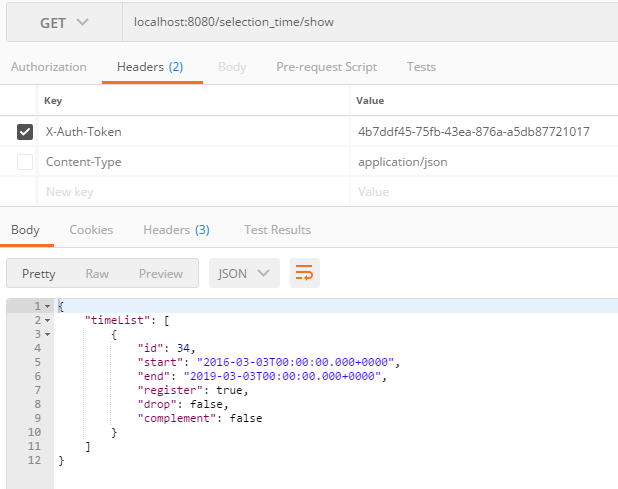 GET localhost:8080/selection_time/show
Authorization Headers (2) Body Pre-request Script Tests
Key Value
X-Auth-Token 4b7ddf45-75fb-43ea-876a-a5db87721017
Content-Type application/json
New key Value
Body Cookies Headers (3) Test Results
Pretty Raw Preview JSON
1 {
2 "timeList": [
3 {
4 "id": 34,
5 "start": "2016-03-03T00:00:00.000+0000",
6 "end": "2019-03-03T00:00:00.000+0000",
7 "register": true,
8 "drop": false,
9 "complement": false
10 }
11 ]
12 }